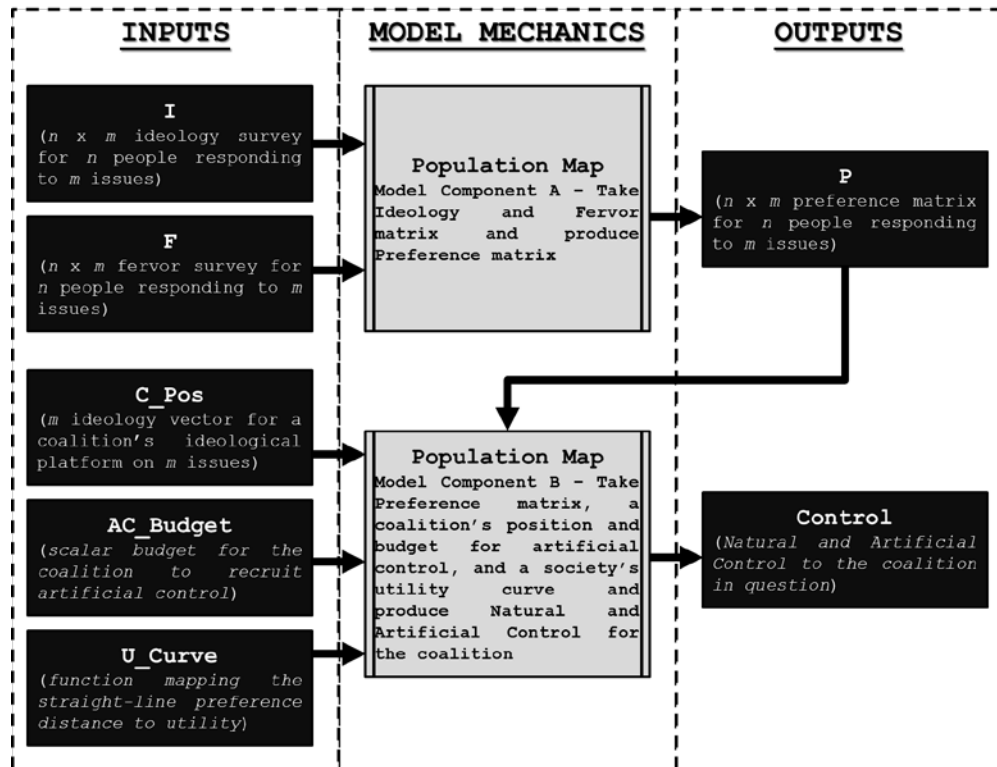 INPUTS
MODEL MECHANICS
OUTPUTS
I
(n x m ideology survey
for n people responding
to m issues)
F
(n x m fervor survey for
n people responding to m
issues)
C_Pos
(m ideology vector for a
coalition's ideological
platform on m issues)
AC_Budget
(scalar budget for the
coalition to recruit
artificial control)
U_Curve
(function mapping the
straight-line preference
distance to utility)
Population Map
Model Component A – Take
Ideology and Fervor
matrix and produce
Preference matrix
Population Map
Model Component B – Take
Preference matrix, a
coalition's position and
budget for artificial
control, and a society's
utility curve and
produce Natural and
Artificial Control for
the coalition
P
(n x m preference matrix
for n people responding
to m issues)
Control
(Natural and Artificial
Control to the coalition
in question)